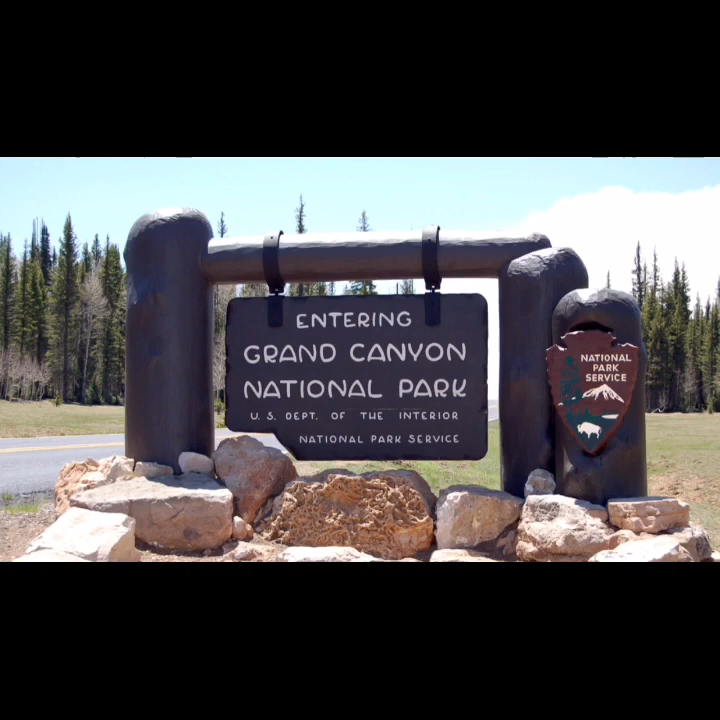 ENTERING
GRAND CANYON
NATIONAL PARK
U.S. DEPT. OF THE INTERIOR
NATIONAL PARK SERVICE
NATIONAL
PARK
SERVICE